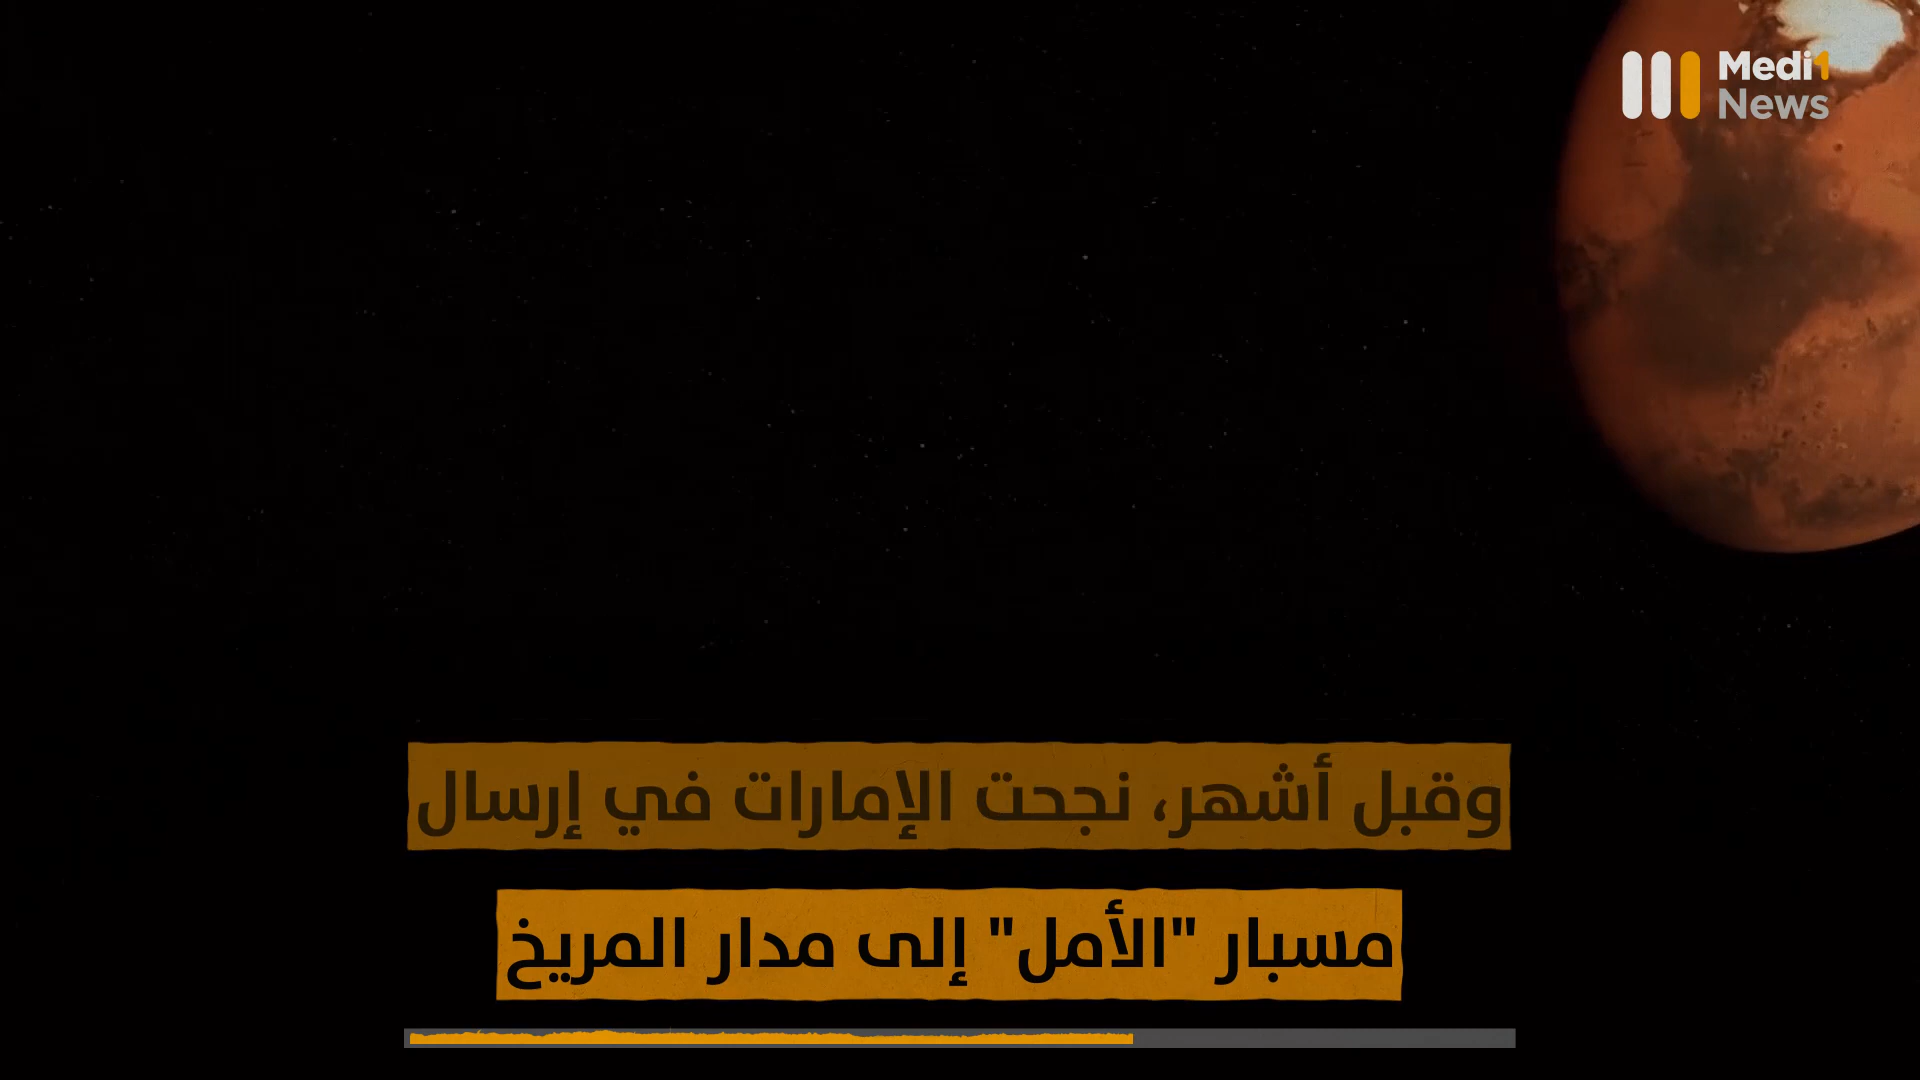 Medi1
News
وقبل أشهر، نجحت الإمارات في إرسال
مسبار "الأمل" إلى مدار المريخ